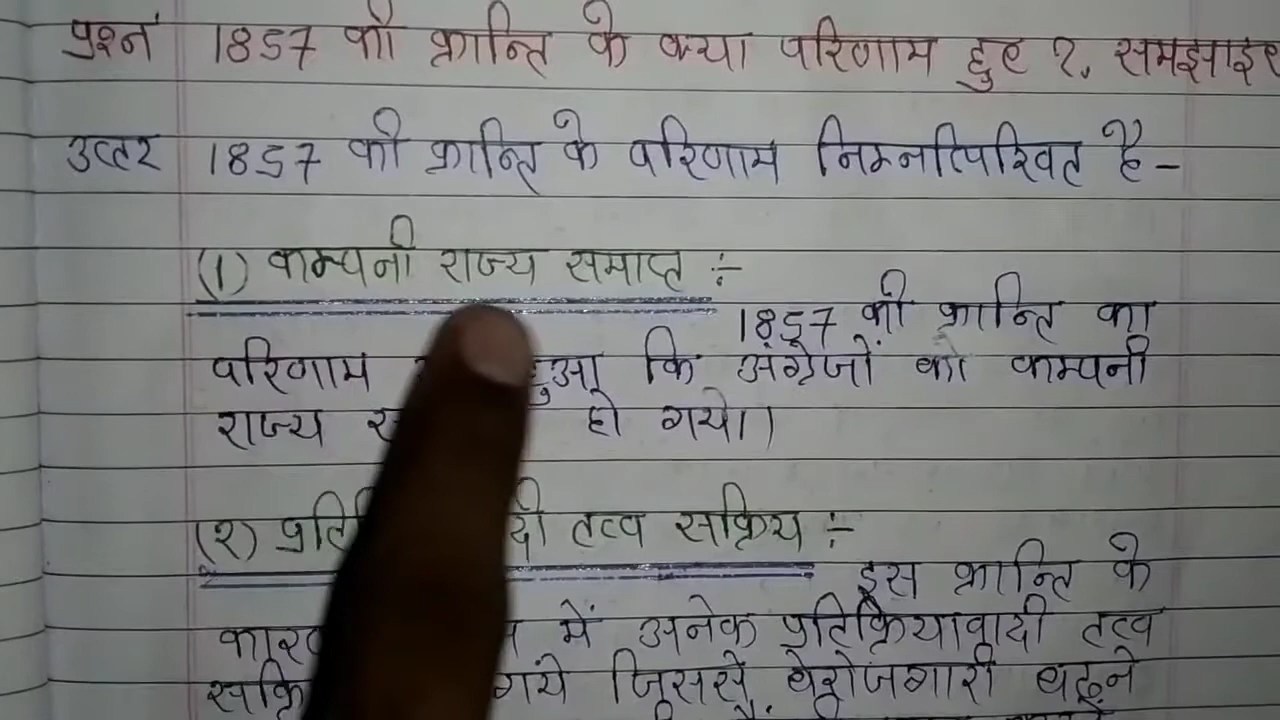 प्रश्न 1857 की क्रान्ति के क्या परिणाम हुए ?. समझाइए
उत्तर 1857 की क्रान्ति के परिणाम निम्नलिखित है -
(1) कम्पनी राज्य समाप्त :-
1857 की क्रान्ति का
परिणाम हुआ कि अंग्रेजों का कम्पनी
राज्य हो गया।
(२) तत्व सक्रिय :-
इस क्रान्ति के
में अनेक प्रतिक्रियावादी तत्व
गये जिससे बेरोजगारी बढ़ने